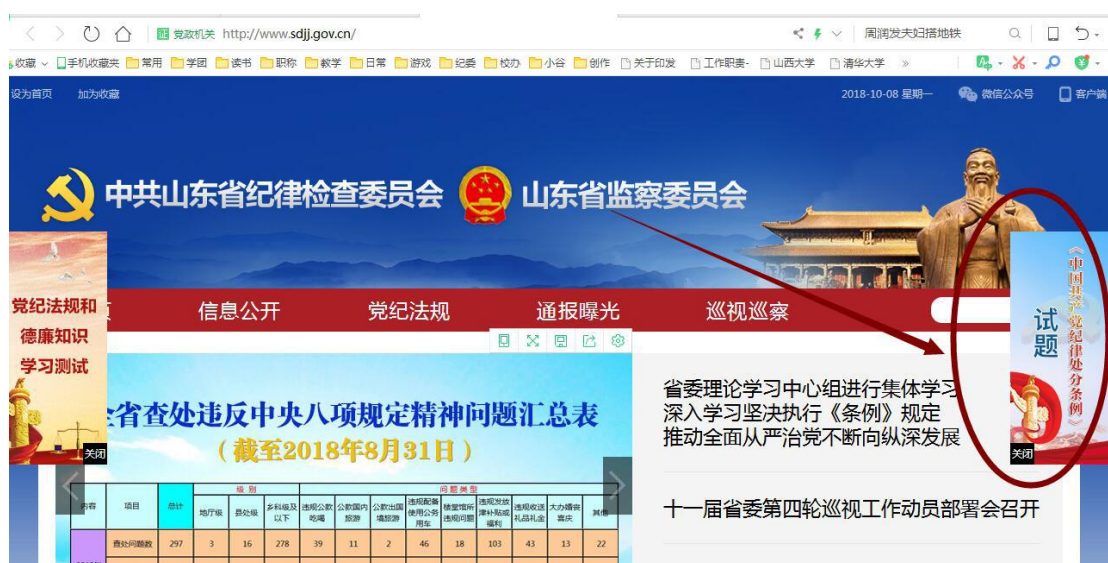 党政机关 http://www.sdjj.gov.cn/
周润发夫妇搭地铁
收藏 手机收藏夹 常用 学团 读书 职称 教学 日常 游戏 纪委 校办 小谷 创作 关于印发 工作职责- 山西大学 清华大学 »
设为首页 加为收藏 2018-10-08 星期一 微信公众号 客户端
中共山东省纪律检查委员会 山东省监察委员会
信息公开 党纪法规 通报曝光 巡视巡察
党纪法规和
德廉知识
学习测试
关闭
《中国共产党纪律处分条例》
试题
关闭
全省查处违反中央八项规定精神问题汇总表
（截至2018年8月31日）
内容 项目 总计 级别 问题类型
地厅级 县处级 乡科级及以下 违规公款吃喝 公款国内旅游 公款出国境旅游 违规配备使用公务用车 楼堂馆所违规问题 违规发放津补贴或福利 违规收送礼品礼金 大办婚丧喜庆 其他
查处问题数 297 3 16 278 39 11 2 46 18 103 43 13 22
省委理论学习中心组进行集体学习
深入学习坚决执行《条例》规定
推动全面从严治党不断向纵深发展
十一届省委第四轮巡视工作动员部署会召开